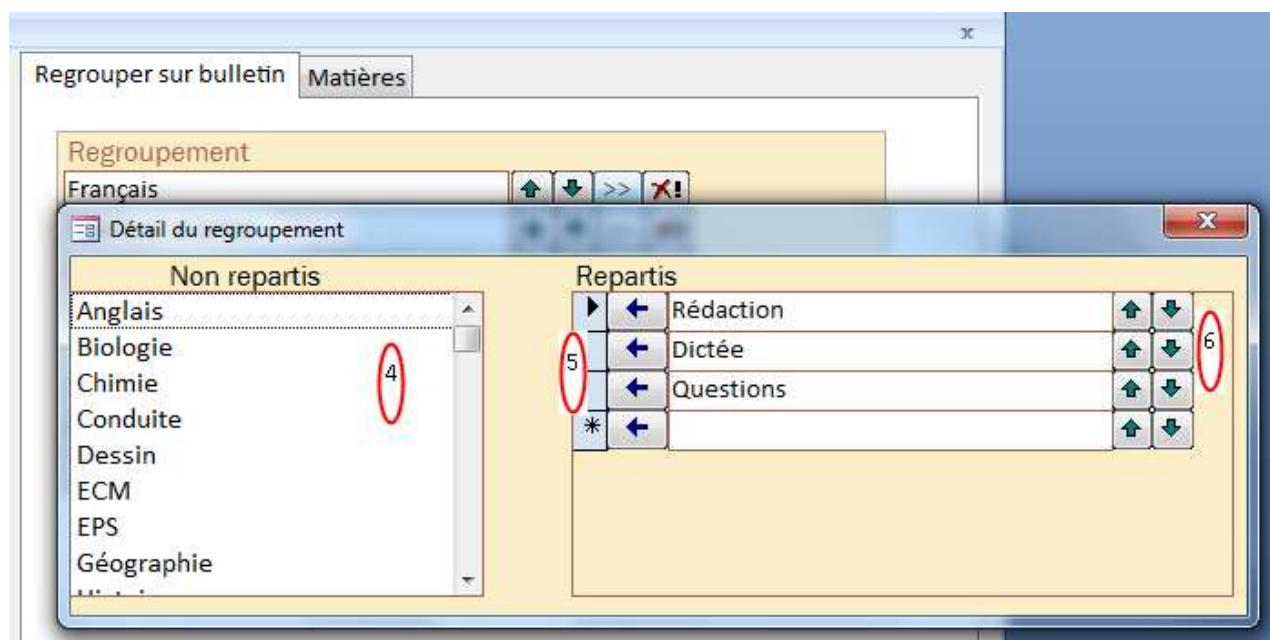 x
Regrouper sur bulletin Matières
Regroupement
Français >> X!
Détail du regroupement X
Non repartis Repartis
Anglais
Biologie
Chimie
Conduite
Dessin
ECM
EPS
Géographie
4
5
Rédaction
Dictée
Questions
*
6